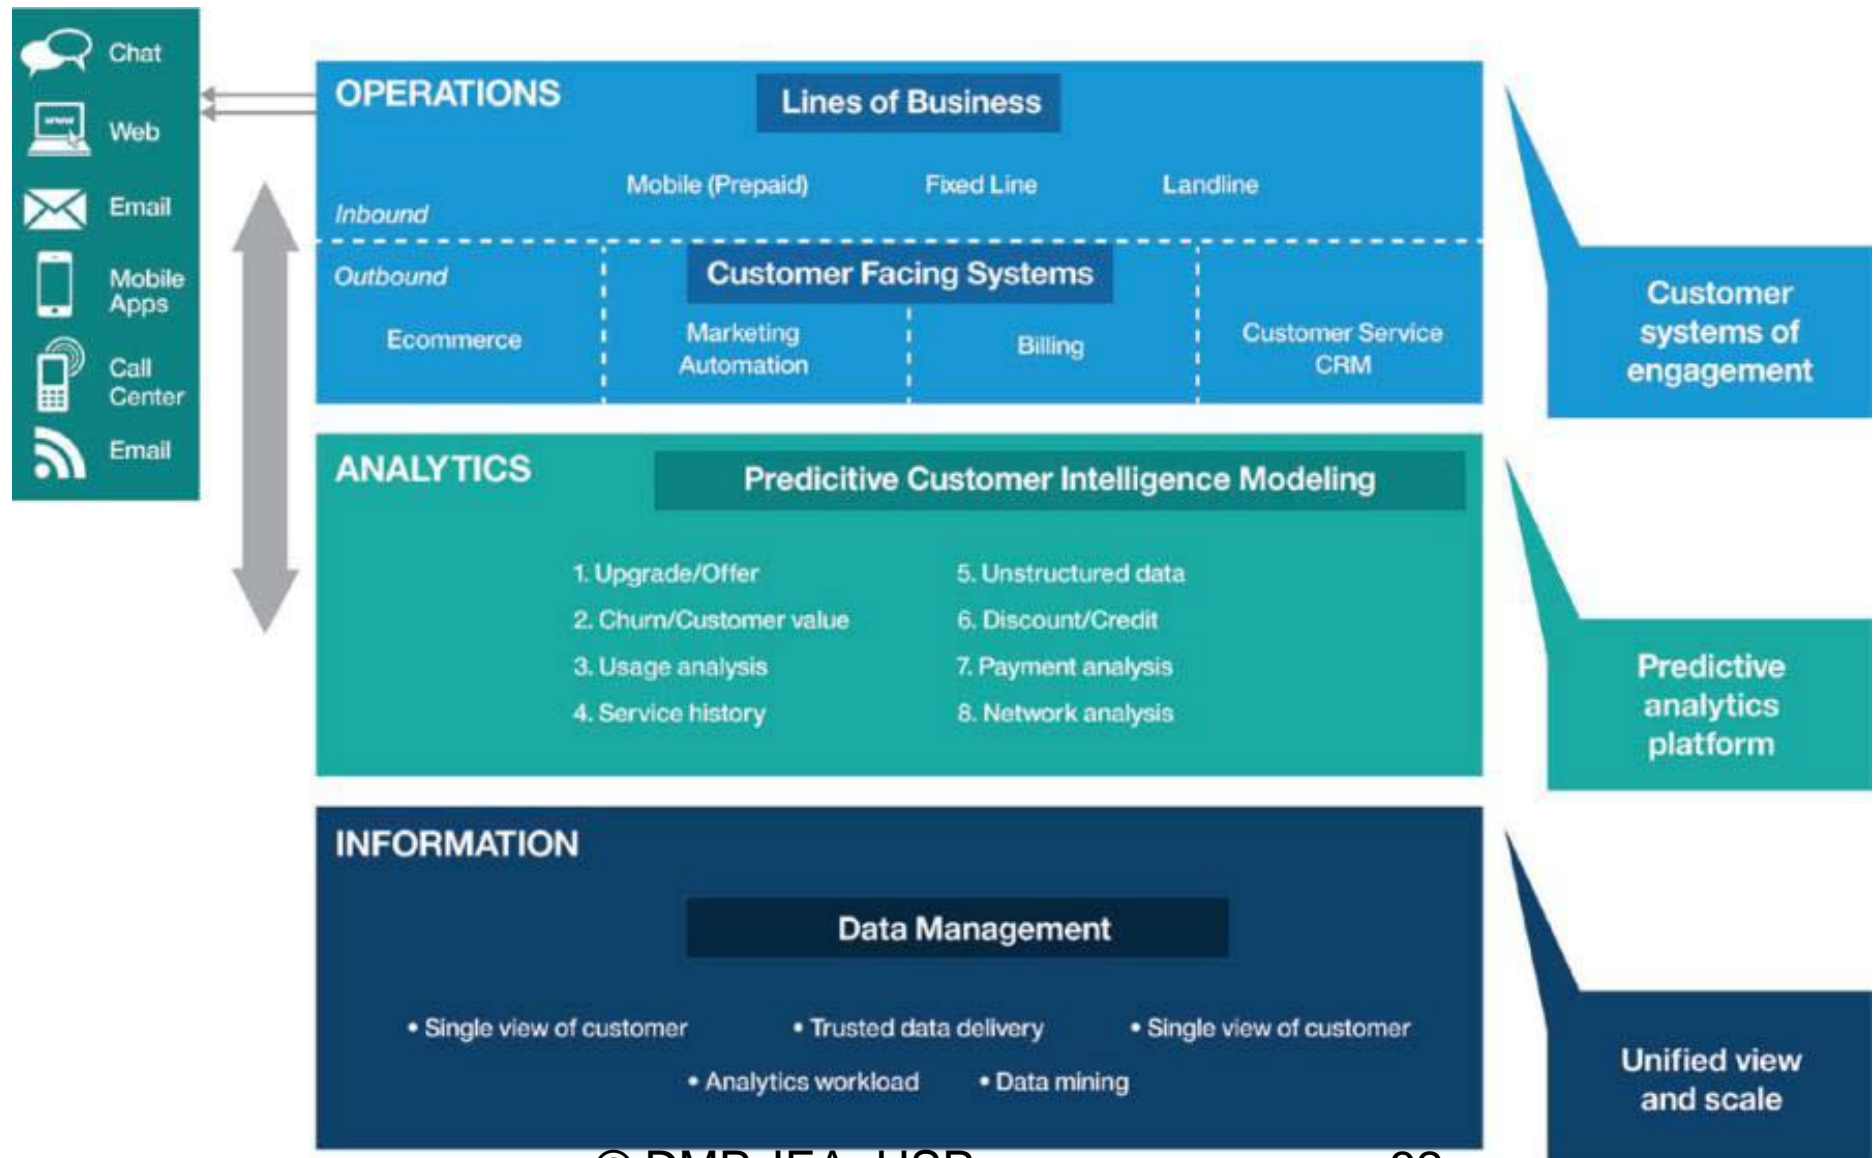 Chat
www
Web
Email
Mobile
Apps
Call
Center
Email
OPERATIONS
Lines of Business
Mobile (Prepaid) Fixed Line Landline
Inbound
Outbound
Customer Facing Systems
Ecommerce
Marketing
Automation
Billing
Customer Service
CRM
Customer
systems of
engagement
ANALYTICS
Predicitive Customer Intelligence Modeling
1. Upgrade/Offer
2. Churn/Customer value
3. Usage analysis
4. Service history
5. Unstructured data
6. Discount/Credit
7. Payment analysis
8. Network analysis
Predictive
analytics
platform
INFORMATION
Data Management
• Single view of customer • Trusted data delivery • Single view of customer
• Analytics workload • Data mining
Unified view
and scale